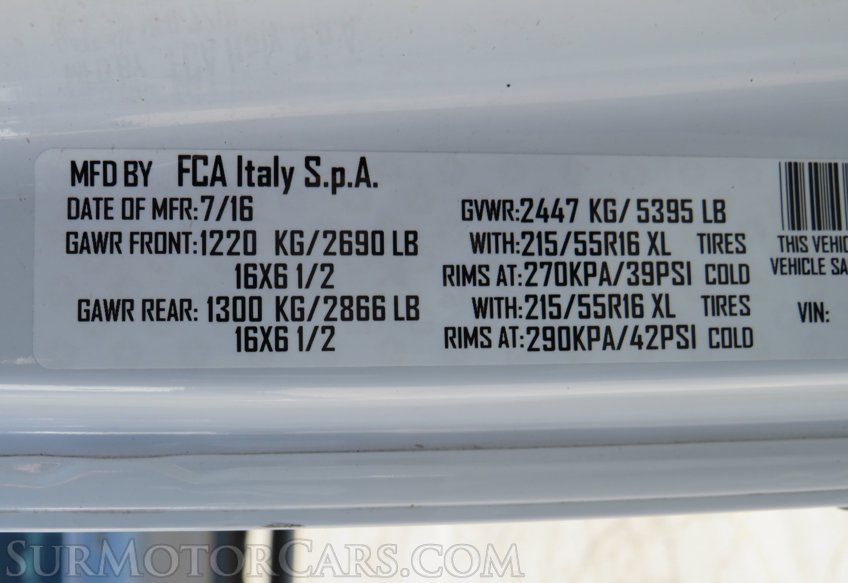 MFD BY FCA Italy S.p.A.
DATE OF MFR:7/16 GVWR:2447 KG/5395 LB
GAWR FRONT:1220 KG/2690 LB WITH:215/55R16 XL TIRES THIS
16X6 1/2 RIMS AT:270KPA/39PSI COLD VEHICLE
GAWR REAR: 1300 KG/2866 LB WITH:215/55R16 XL TIRES VIN:
16X6 1/2 RIMS AT:290KPA/42PSI COLD
SurMotorCars.com